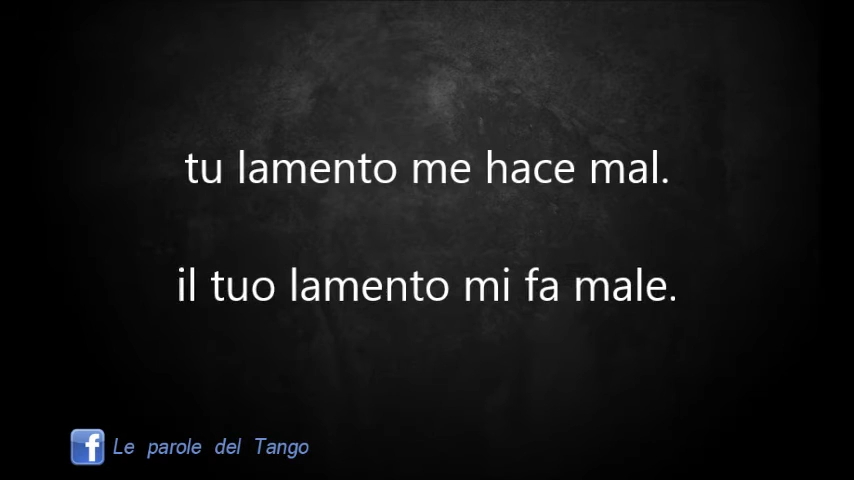 tu lamento me hace mal.
il tuo lamento mi fa male.
Le parole del Tango